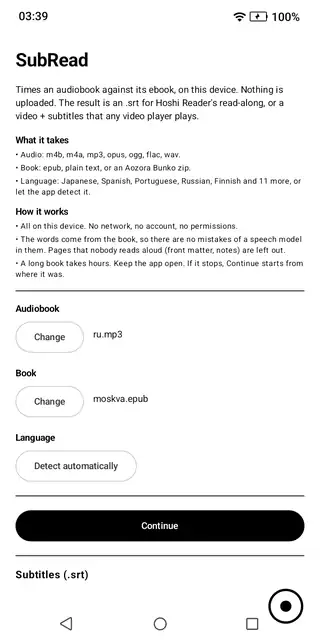 03:39
100%
SubRead
Times an audiobook against its ebook, on this device. Nothing is
uploaded. The result is an .srt for Hoshi Reader's read-along, or a
video + subtitles that any video player plays.
What it takes
• Audio: m4b, m4a, mp3, opus, ogg, flac, wav.
• Book: epub, plain text, or an Aozora Bunko zip.
• Language: Japanese, Spanish, Portuguese, Russian, Finnish and 11 more, or
let the app detect it.
How it works
• All on this device. No network, no account, no permissions.
• The words come from the book, so there are no mistakes of a speech model
in them. Pages that nobody reads aloud (front matter, notes) are left out.
• A long book takes hours. Keep the app open. If it stops, Continue starts from
where it was.
Audiobook
Change
ru.mp3
Book
Change
moskva.epub
Language
Detect automatically
Continue
Subtitles (.srt)